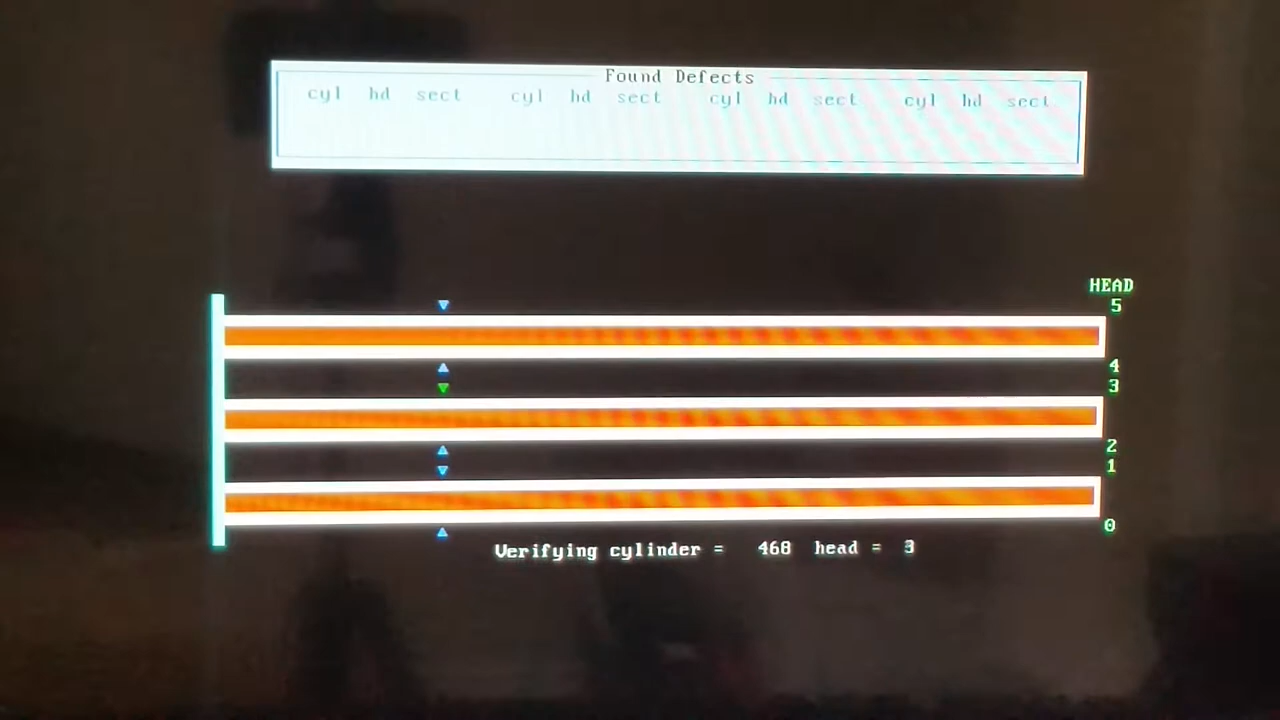 Found Defects
cyl hd sect cyl hd sect cyl hd sect cyl hd sect
HEAD
5
4
3
2
1
0
Verifying cylinder = 468 head = 3